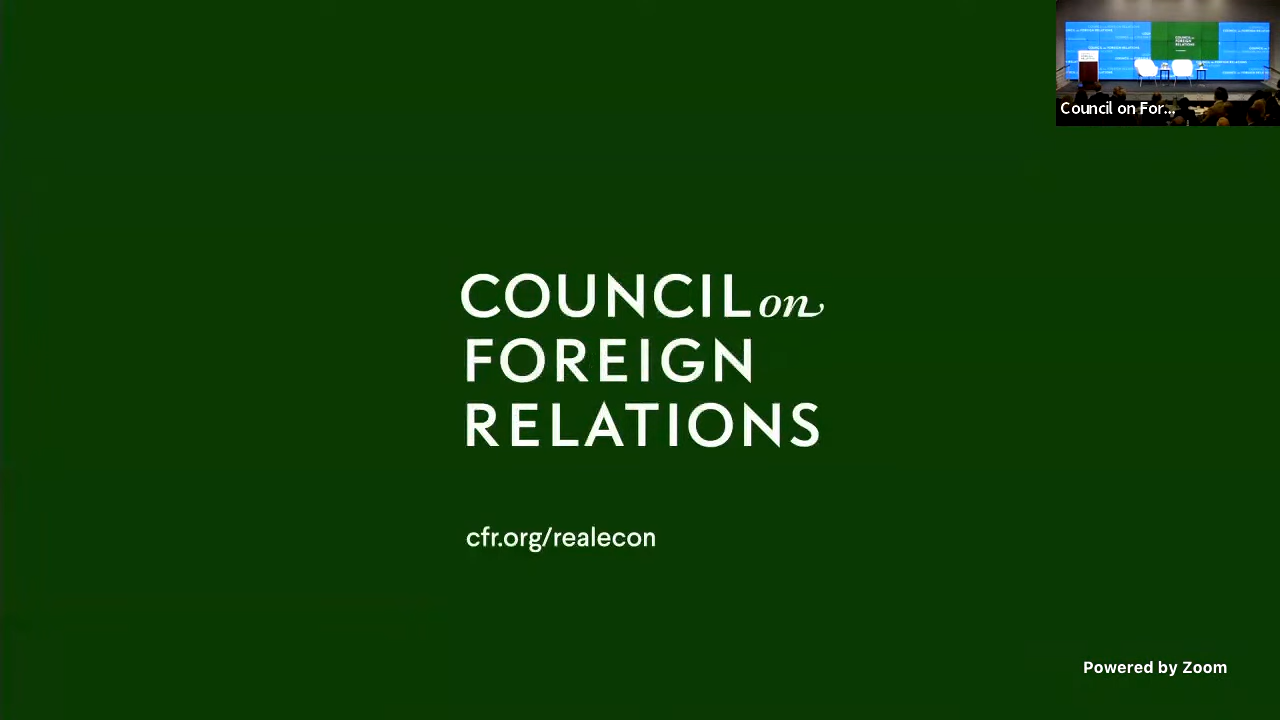 COUNCIL on
FOREIGN
RELATIONS
cfr.org/realecon
Council on For...
Powered by Zoom